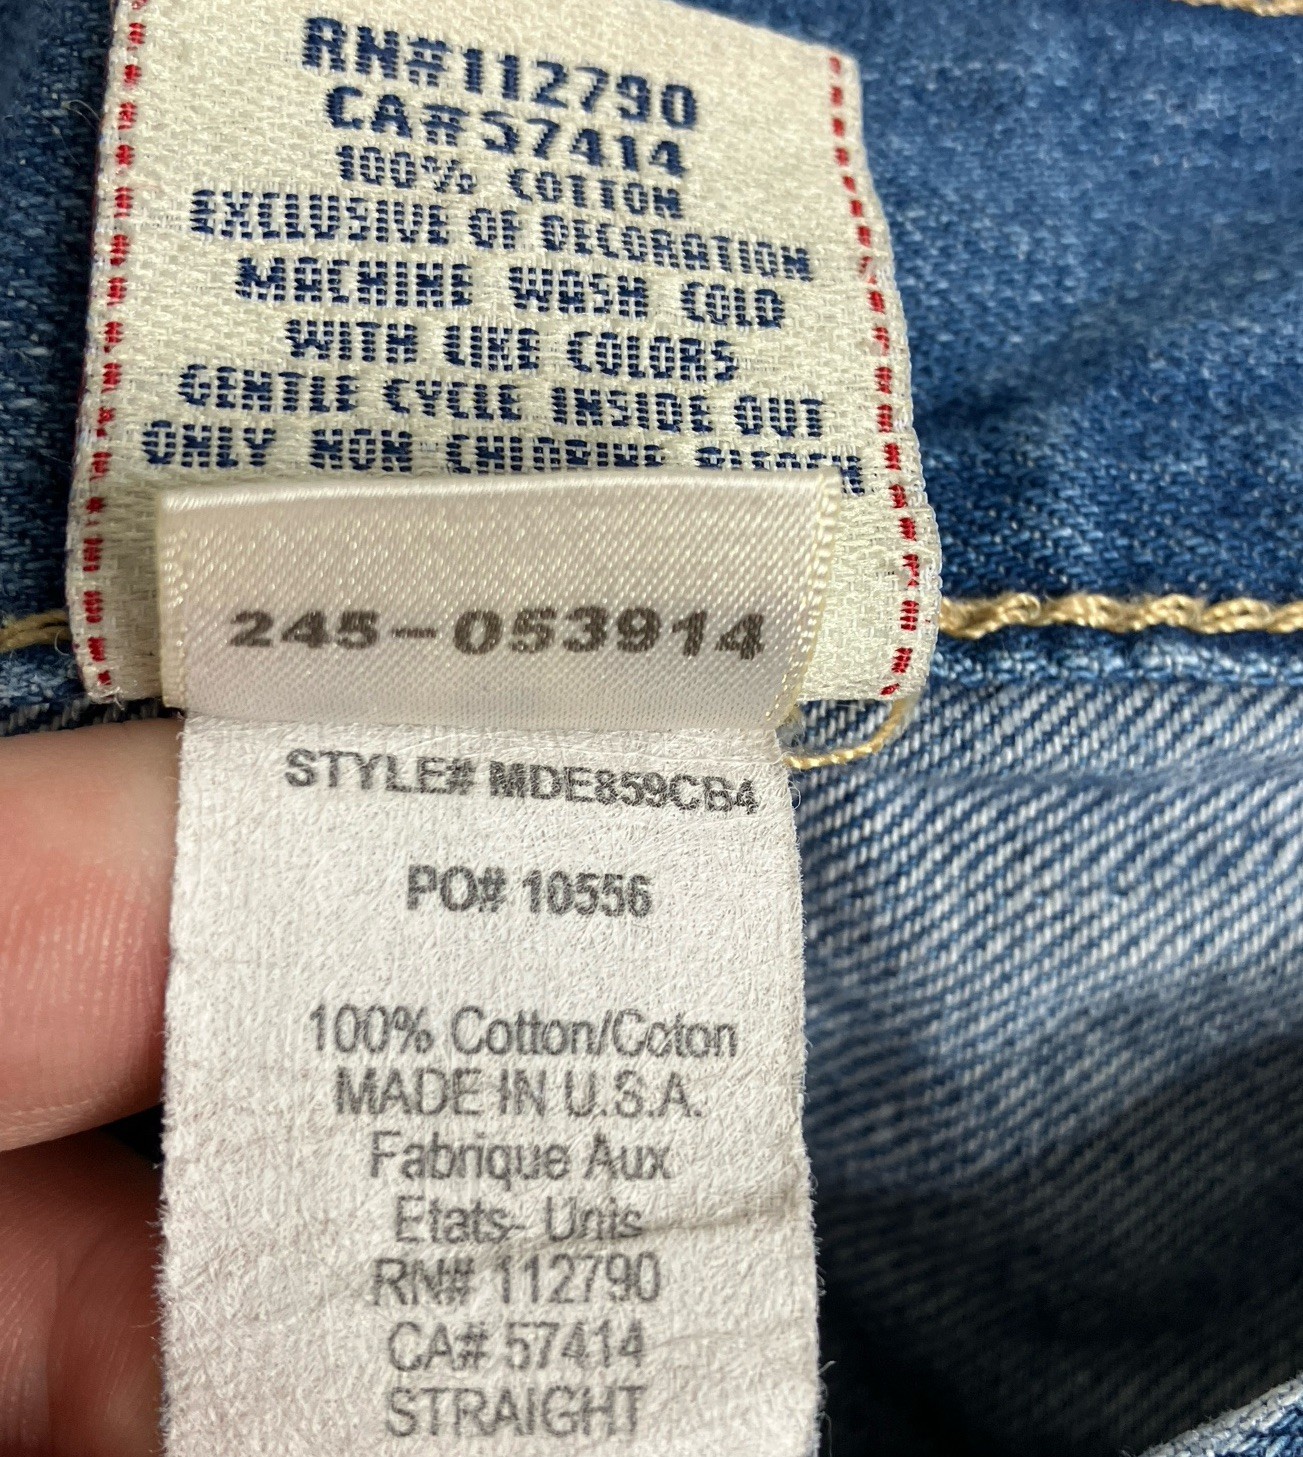 RN#112790
CA#57414
100% COTTON
EXCLUSIVE OF DECORATION
MACHINE WASH COLD
WITH LIKE COLORS
GENTLE CYCLE INSIDE OUT
ONLY NON CHLORINE BLEACH
245-053914
STYLE# MDE859CB4
PO# 10556
100% Cotton/Coton
MADE IN U.S.A.
Fabrique Aux
Etats- Unis
RN# 112790
CA# 57414
STRAIGHT